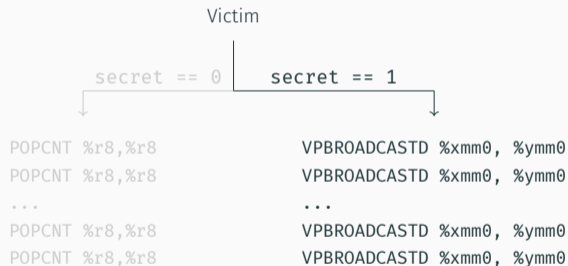 Victim
secret == 0 secret == 1
POPCNT %r8,%r8 VPBROADCASTD %xmm0, %ymm0
POPCNT %r8,%r8 VPBROADCASTD %xmm0, %ymm0
... ...
POPCNT %r8,%r8 VPBROADCASTD %xmm0, %ymm0
POPCNT %r8,%r8 VPBROADCASTD %xmm0, %ymm0